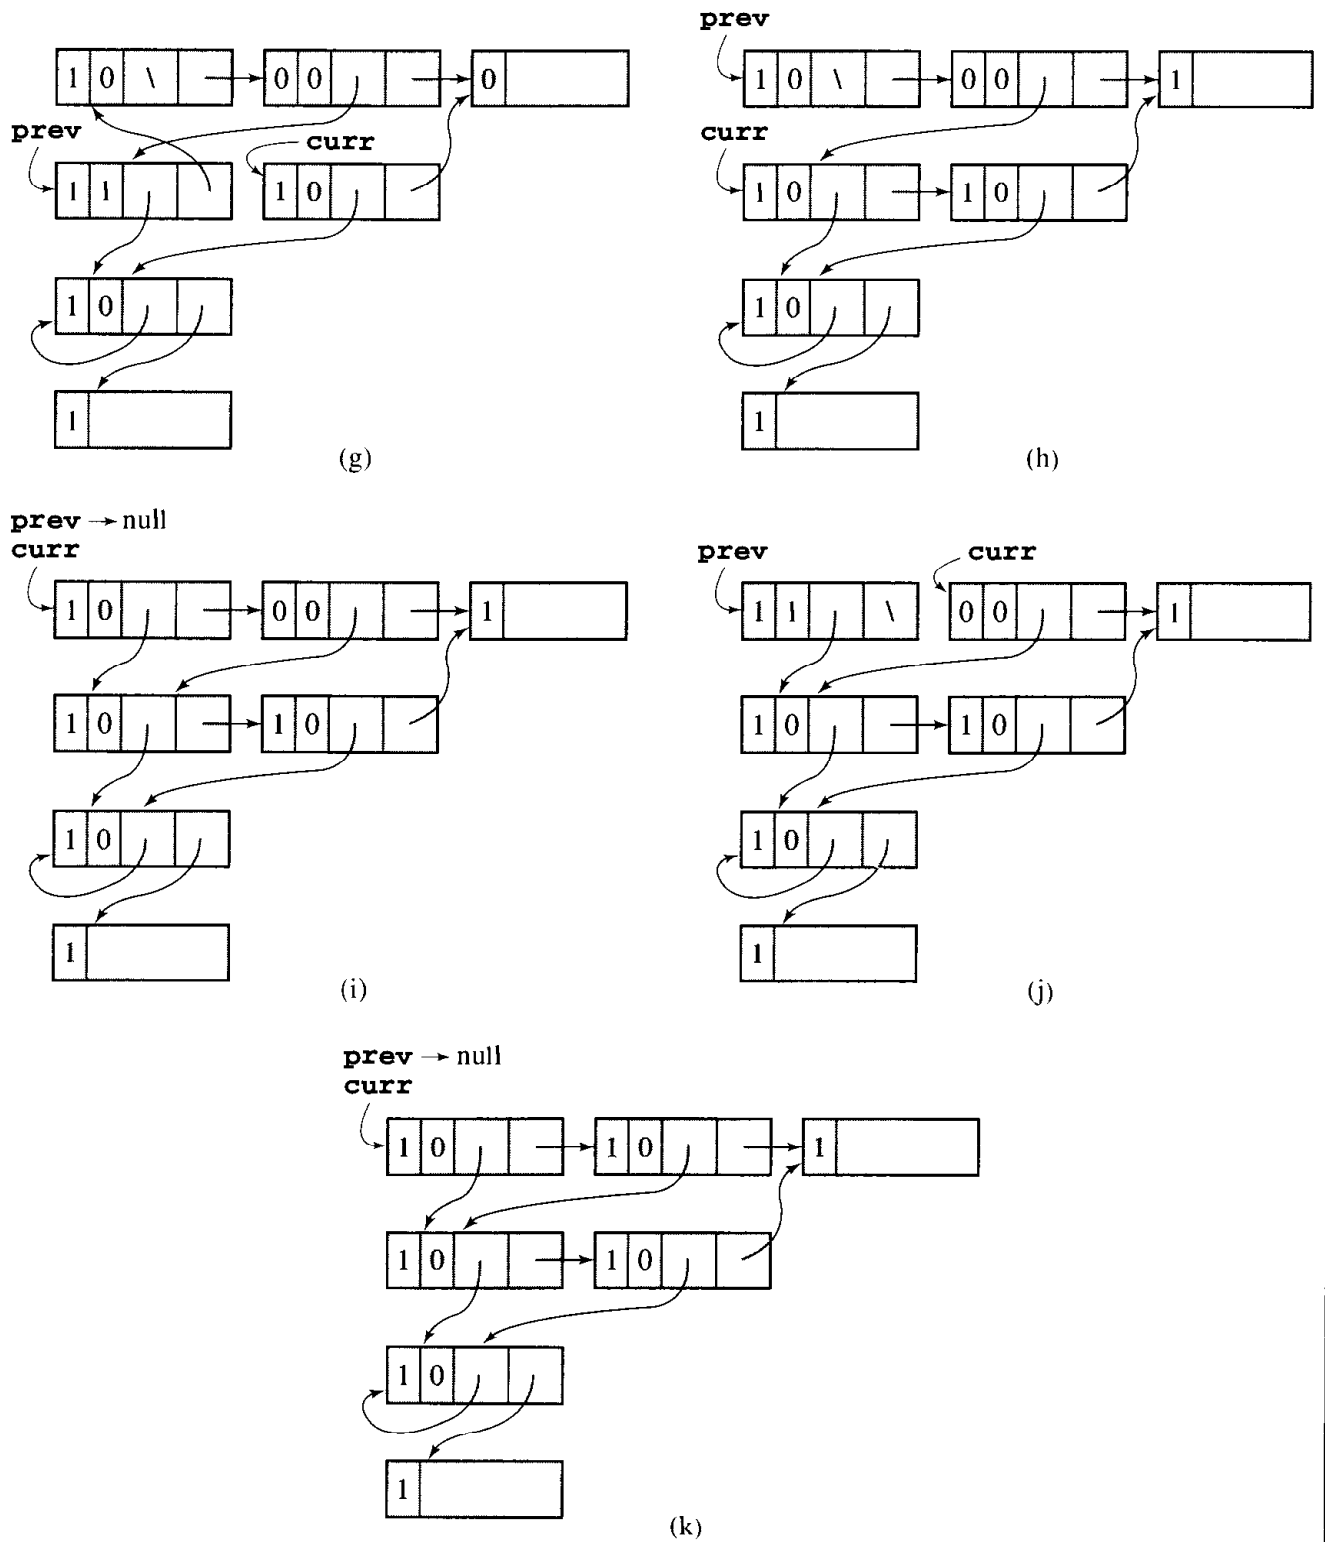 prev
1 0 \ 0 0 0
prev
curr
1 1 1 0
1 0
1
(g)
prev
1 0 \ 0 0 1
curr
1 0 1 0
1 0
1
(h)
prev → null
curr
1 0 0 0 1
1 0 1 0
1 0
1
(i)
prev
curr
1 1 \ 0 0 1
1 0 1 0
1 0
1
(j)
prev → null
curr
1 0 1 0 1
1 0 1 0
1 0
1
(k)